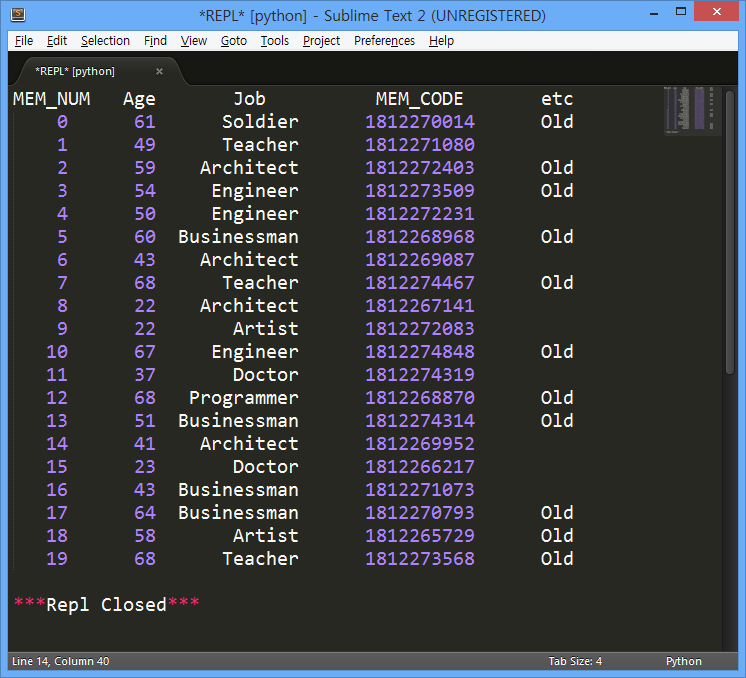 *REPL* [python] - Sublime Text 2 (UNREGISTERED)
File Edit Selection Find View Goto Tools Project Preferences Help
*REPL* [python]
MEM_NUM Age Job MEM_CODE etc
0 61 Soldier 1812270014 Old
1 49 Teacher 1812271080
2 59 Architect 1812272403 Old
3 54 Engineer 1812273509 Old
4 50 Engineer 1812272231
5 60 Businessman 1812268968 Old
6 43 Architect 1812269087
7 68 Teacher 1812274467 Old
8 22 Architect 1812267141
9 22 Artist 1812272083
10 67 Engineer 1812274848 Old
11 37 Doctor 1812274319
12 68 Programmer 1812268870 Old
13 51 Businessman 1812274314 Old
14 41 Architect 1812269952
15 23 Doctor 1812266217
16 43 Businessman 1812271073
17 64 Businessman 1812270793 Old
18 58 Artist 1812265729 Old
19 68 Teacher 1812273568 Old
***Repl Closed***
Line 14, Column 40 Tab Size: 4 Python